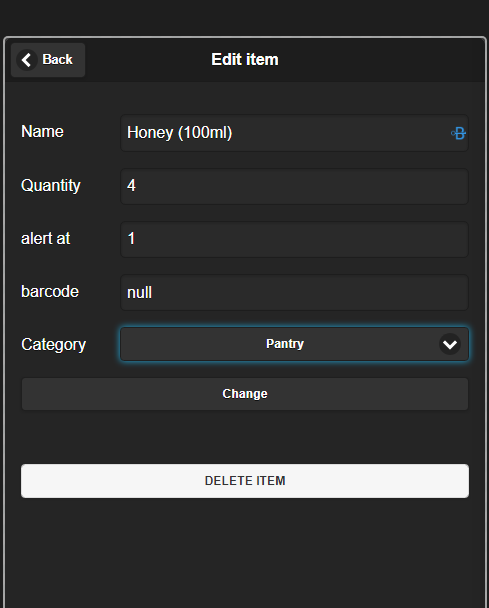 Back
Edit item
Name
Honey (100ml)
Quantity
4
alert at
1
barcode
null
Category
Pantry
Change
DELETE ITEM